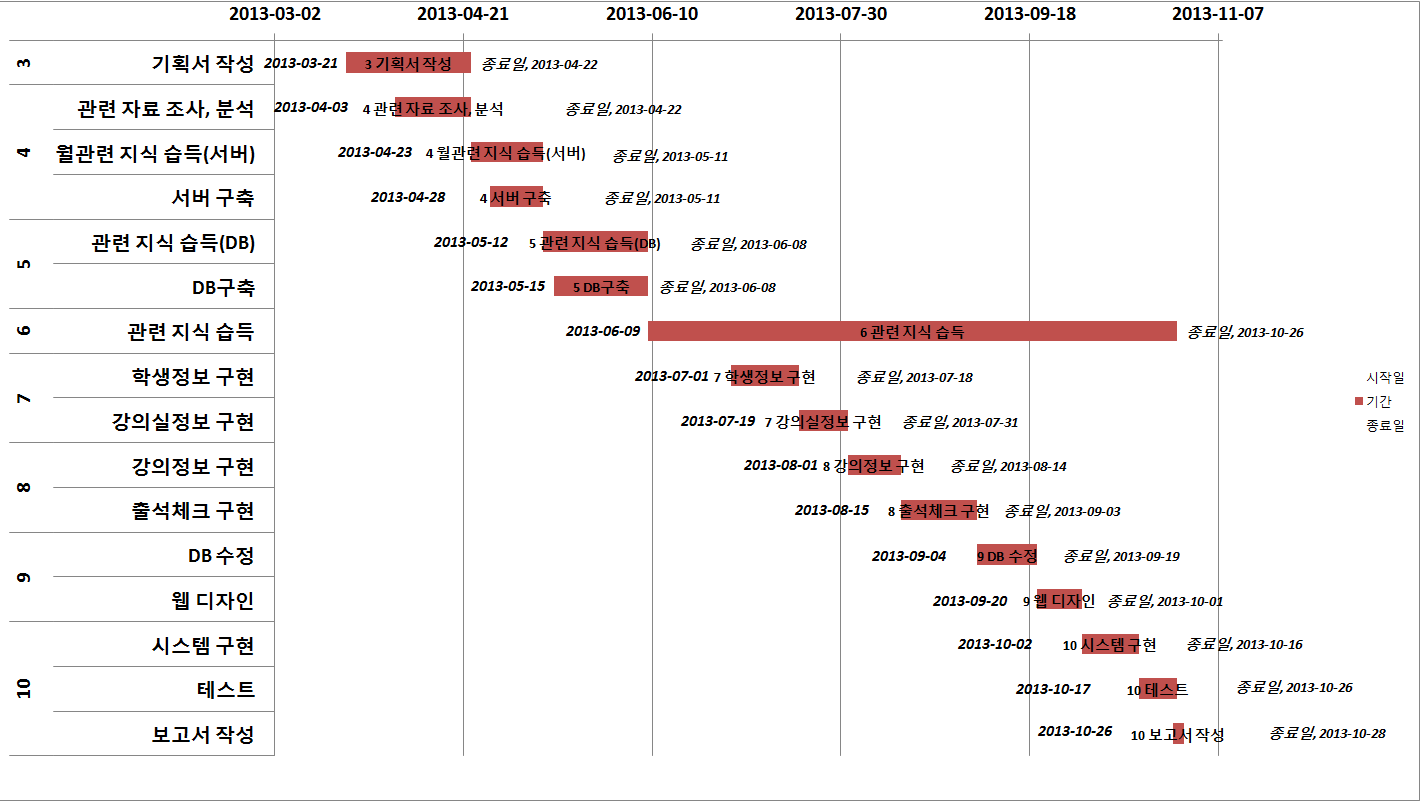 2013-03-02 2013-04-21 2013-06-10 2013-07-30 2013-09-18 2013-11-07
3 기획서 작성 2013-03-21 3 기획서 작성 종료일, 2013-04-22
관련 자료 조사, 분석 2013-04-03 4 관련 자료 조사, 분석 종료일, 2013-04-22
4 월관련 지식 습득(서버) 2013-04-23 4 월관련 지식 습득(서버) 종료일, 2013-05-11
서버 구축 2013-04-28 4 서버 구축 종료일, 2013-05-11
5 관련 지식 습득(DB) 2013-05-12 5 관련 지식 습득(DB) 종료일, 2013-06-08
DB구축 2013-05-15 5 DB구축 종료일, 2013-06-08
6 관련 지식 습득 2013-06-09 6 관련 지식 습득 종료일, 2013-10-26
7 학생정보 구현 2013-07-01 7 학생정보 구현 종료일, 2013-07-18
강의실정보 구현 2013-07-19 7 강의실정보 구현 종료일, 2013-07-31
8 강의정보 구현 2013-08-01 8 강의정보 구현 종료일, 2013-08-14
출석체크 구현 2013-08-15 8 출석체크 구현 종료일, 2013-09-03
9 DB 수정 2013-09-04 9 DB 수정 종료일, 2013-09-19
웹 디자인 2013-09-20 9 웹 디자인 종료일, 2013-10-01
시스템 구현 2013-10-02 10 시스템 구현 종료일, 2013-10-16
10 테스트 2013-10-17 10 테스트 종료일, 2013-10-26
보고서 작성 2013-10-26 10 보고서 작성 종료일, 2013-10-28
시작일
기간
종료일